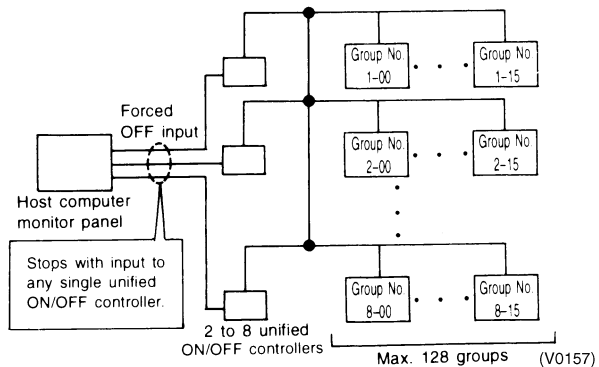 Group No.
1-00
Group No.
1-15
Forced
OFF input
Group No.
2-00
Group No.
2-15
Host computer
monitor panel
Stops with input to
any single unified
ON/OFF controller.
Group No.
8-00
Group No.
8-15
2 to 8 unified
ON/OFF controllers
Max. 128 groups
(V0157)